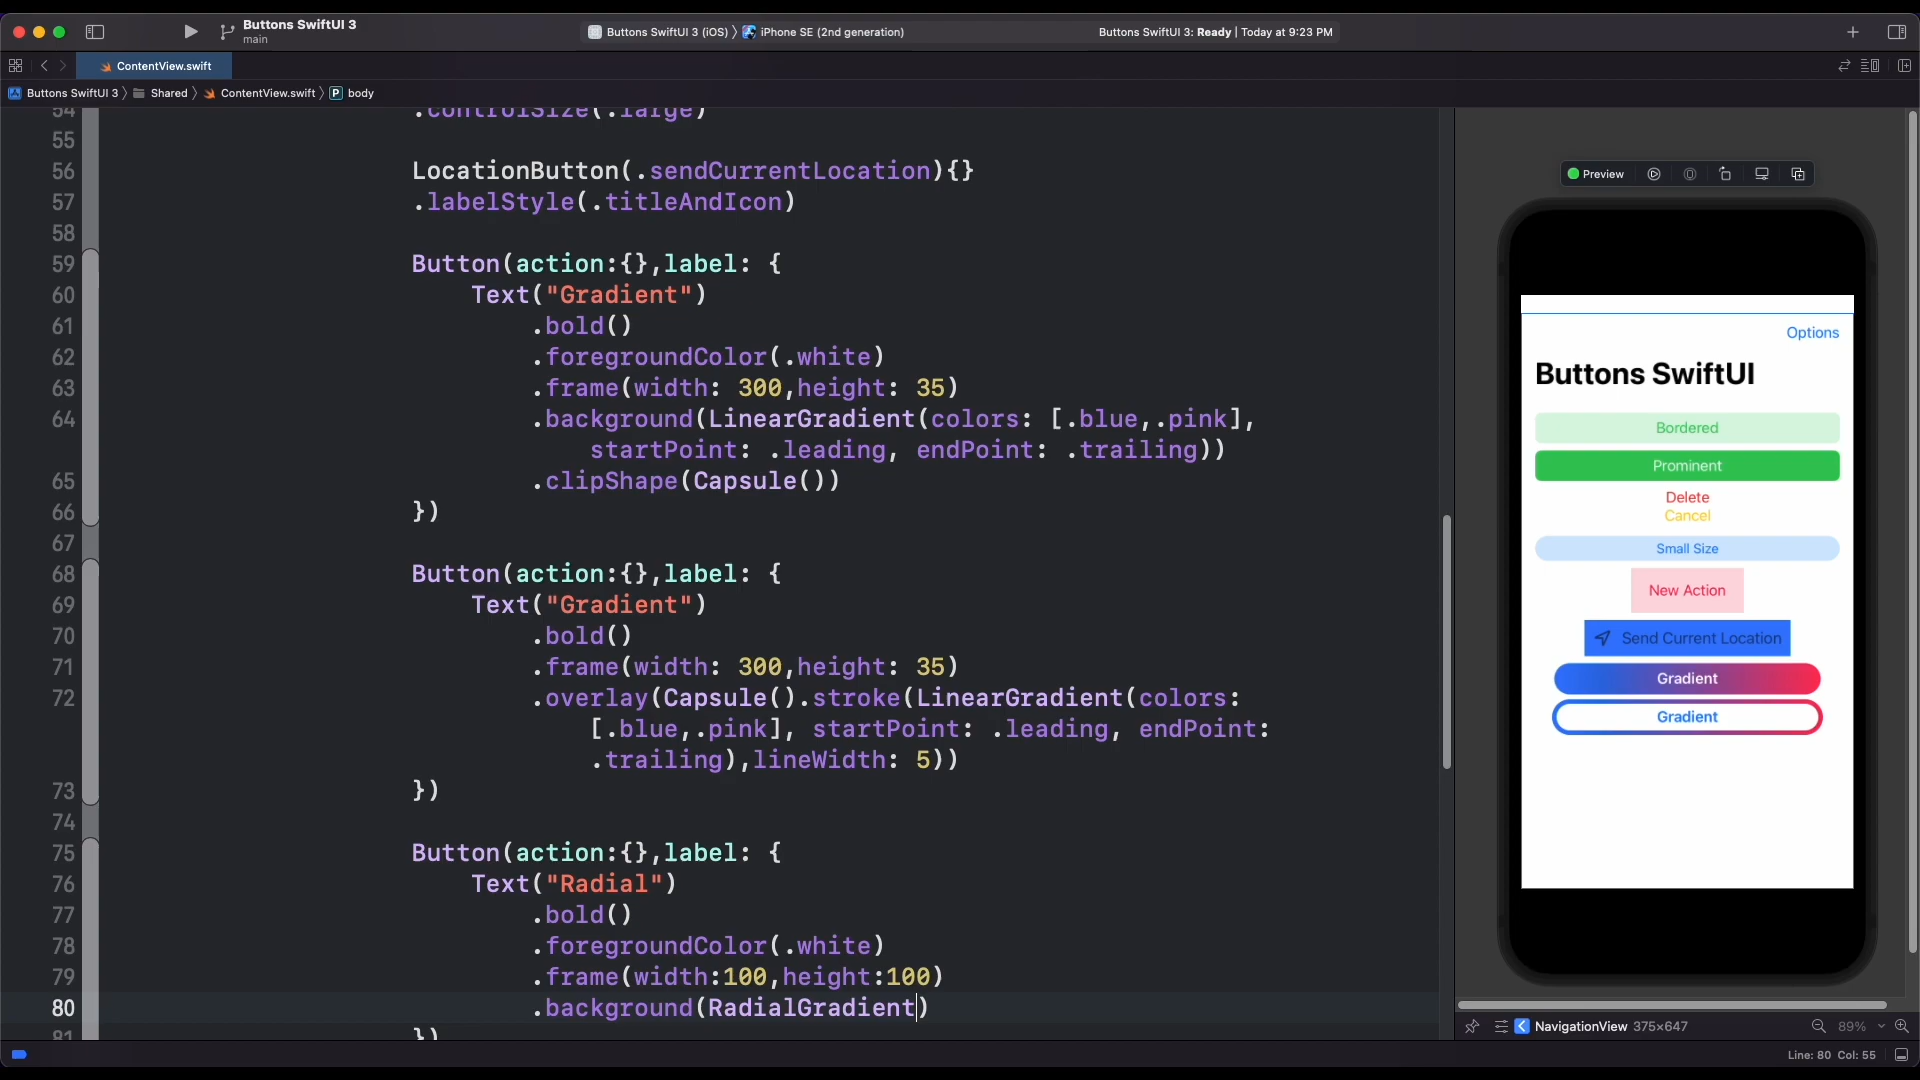 Buttons SwiftUI 3
main
Buttons SwiftUI 3 (iOS) 〉 iPhone SE (2nd generation)
Buttons SwiftUI 3: Ready | Today at 9:23 PM
ContentView.swift
Buttons SwiftUI 3 〉 Shared 〉 ContentView.swift 〉 P body
54 .controlSize(.large)
55
56 LocationButton(.sendCurrentLocation){}
57 .labelStyle(.titleAndIcon)
58
59 Button(action:{},label: {
60 Text("Gradient")
61 .bold()
62 .foregroundColor(.white)
63 .frame(width: 300,height: 35)
64 .background(LinearGradient(colors: [.blue,.pink],
startPoint: .leading, endPoint: .trailing))
65 .clipShape(Capsule())
66 })
67
68 Button(action:{},label: {
69 Text("Gradient")
70 .bold()
71 .frame(width: 300,height: 35)
72 .overlay(Capsule().stroke(LinearGradient(colors:
[.blue,.pink], startPoint: .leading, endPoint:
.trailing),lineWidth: 5))
73 })
74
75 Button(action:{},label: {
76 Text("Radial")
77 .bold()
78 .foregroundColor(.white)
79 .frame(width:100,height:100)
80 .background(RadialGradient)
81 })
Preview
Options
Buttons SwiftUI
Bordered
Prominent
Delete
Cancel
Small Size
New Action
Send Current Location
Gradient
Gradient
NavigationView 375×647
89%
Line: 80 Col: 55